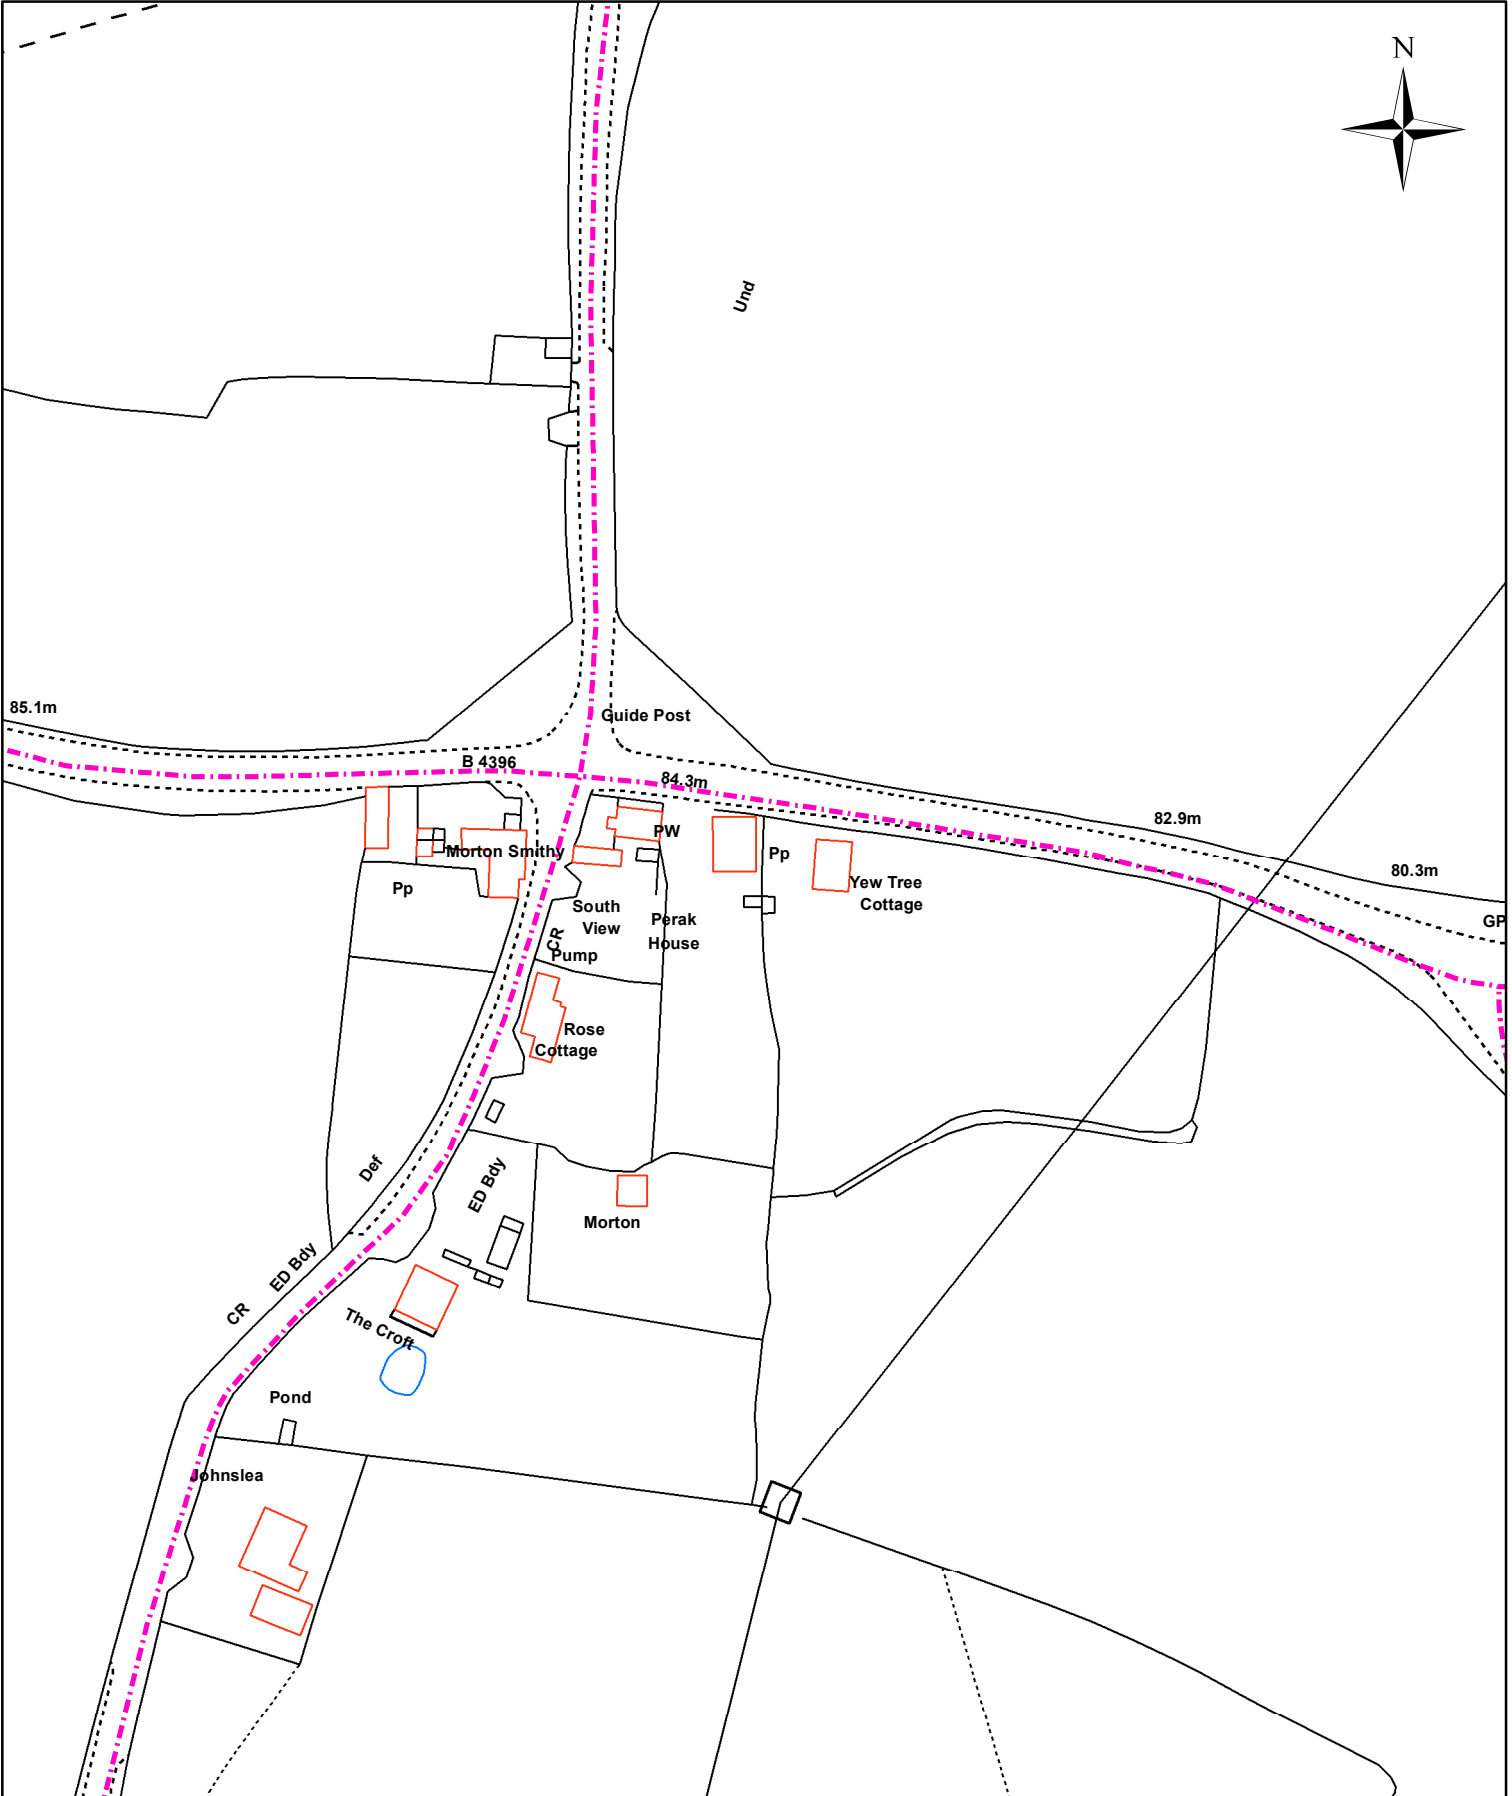 N
Und
85.1m
Guide Post
B 4396
84.3m
82.9m
PW
Morton Smithy
Pp
80.3m
Pp
Yew Tree
Cottage
South
View
Perak
House
GP
CR
Pump
Rose
Cottage
Def
ED Bdy
Morton
ED Bdy
CR
The Croft
Pond
Johnslea